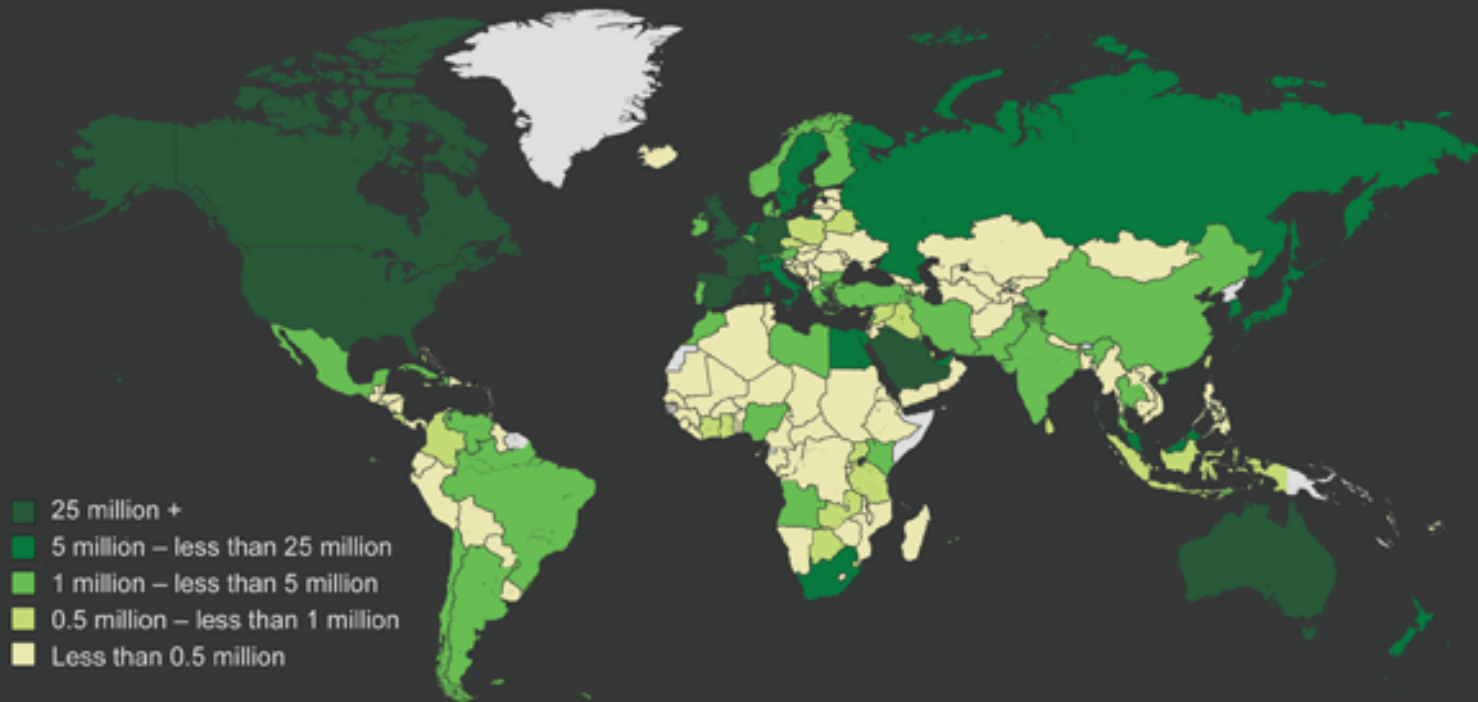 25 million +
5 million – less than 25 million
1 million – less than 5 million
0.5 million – less than 1 million
Less than 0.5 million